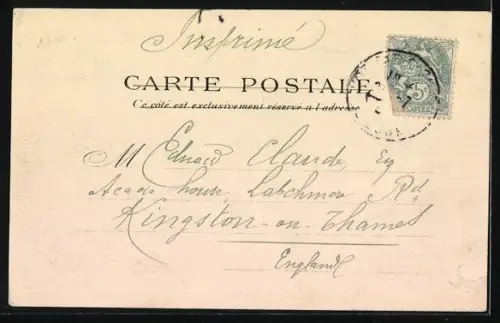 Imprimé
CARTE POSTALE
Ce côté est exclusivement réservé à l'adresse
M Edward Claude, Esq
Acacia house, Latchmere Rd
Kingston-on-Thames
England
5